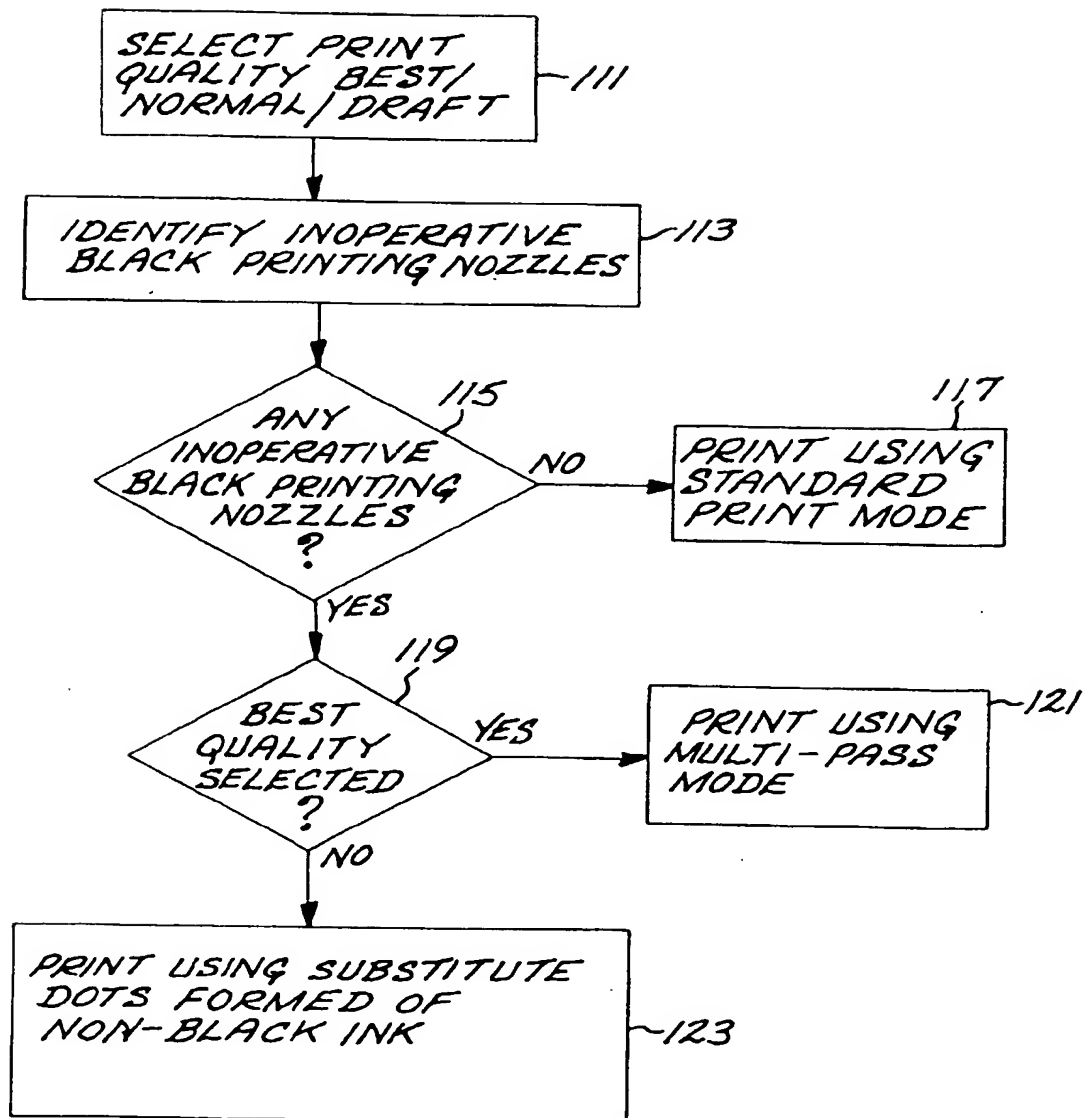 SELECT PRINT
QUALITY BEST/
NORMAL/DRAFT
111
IDENTIFY INOPERATIVE
BLACK PRINTING NOZZLES
113
115
ANY
INOPERATIVE
BLACK PRINTING
NOZZLES
?
NO
117
PRINT USING
STANDARD
PRINT MODE
YES
119
BEST
QUALITY
SELECTED
?
YES
121
PRINT USING
MULTI-PASS
MODE
NO
PRINT USING SUBSTITUTE
DOTS FORMED OF
NON-BLACK INK
123